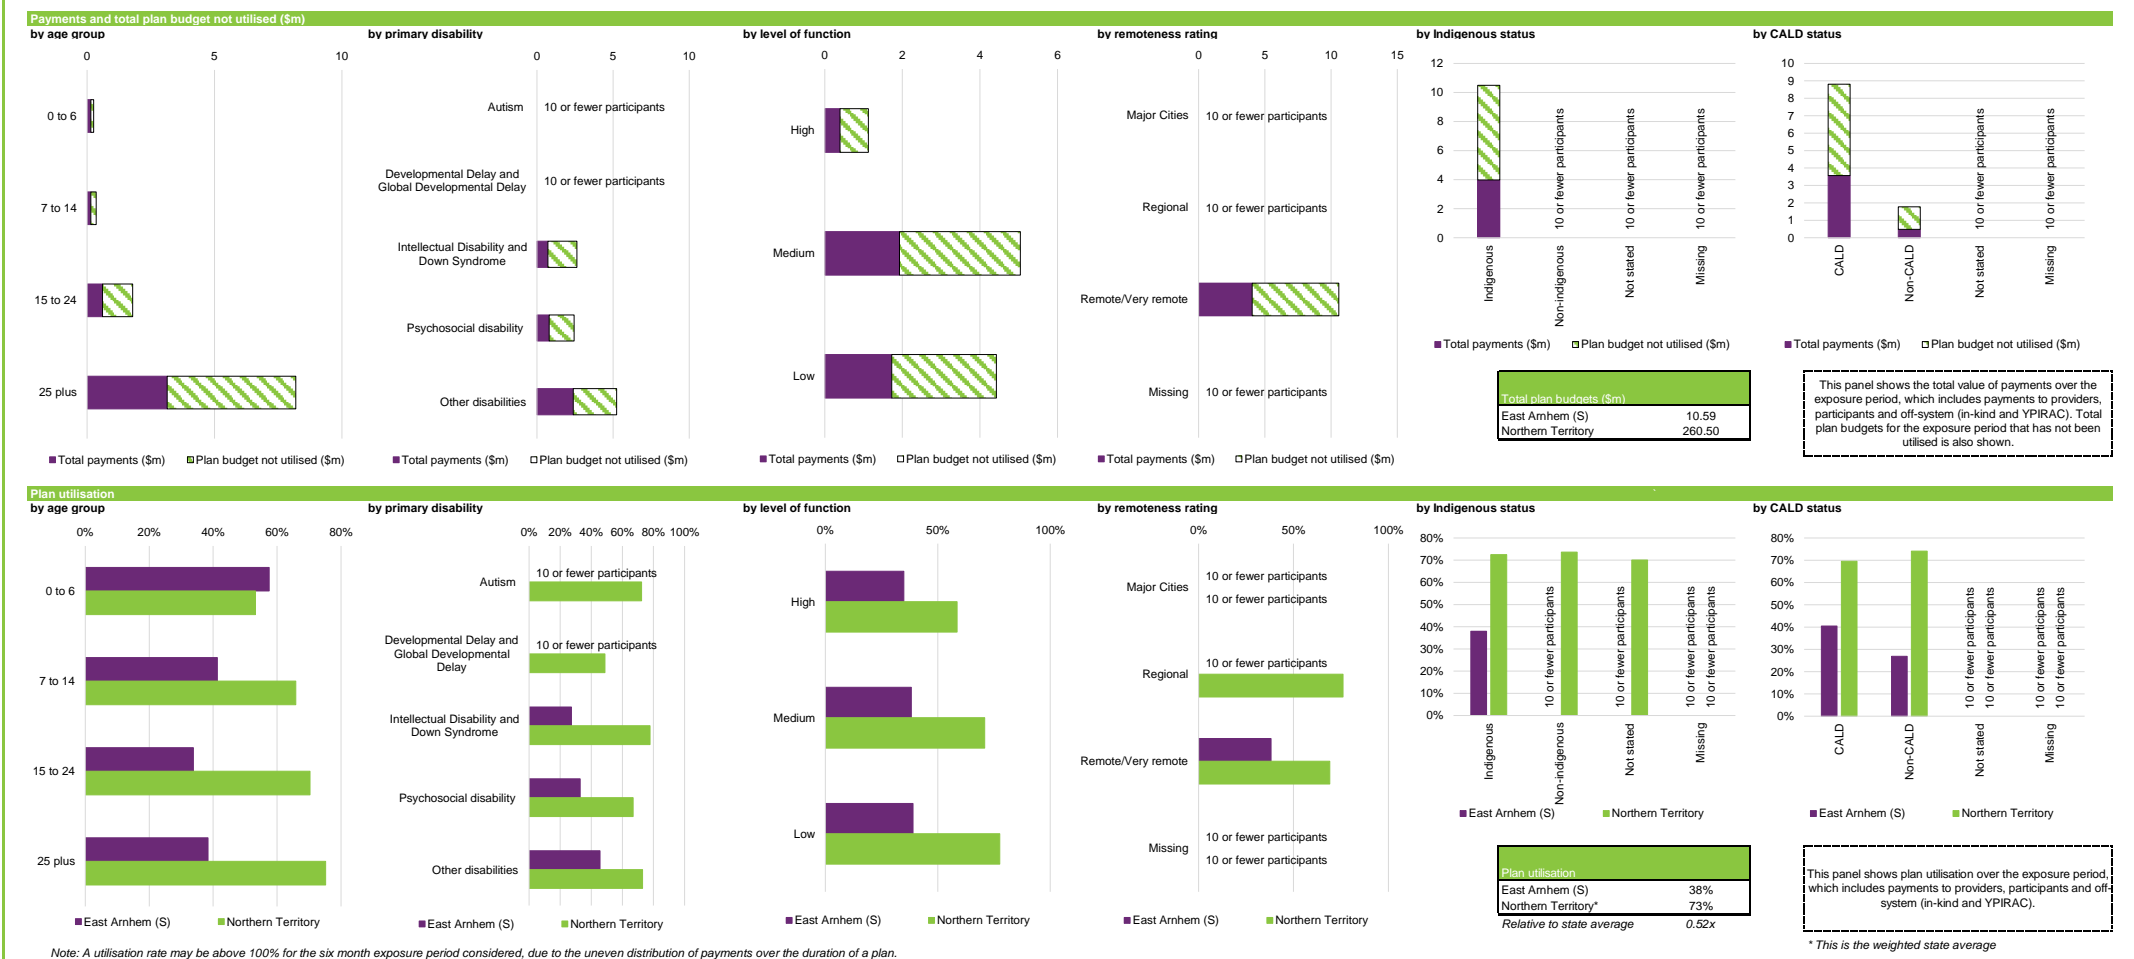 Payments and total plan budget not utilised ($m)
by age group
0 5 10
0 to 6
7 to 14
15 to 24
25 plus
Total payments ($m) Plan budget not utilised ($m)
by primary disability
0 5 10
Autism 10 or fewer participants
Developmental Delay and
Global Developmental Delay
10 or fewer participants
Intellectual Disability and
Down Syndrome
Psychosocial disability
Other disabilities
Total payments ($m) Plan budget not utilised ($m)
by level of function
0 2 4 6
High
Medium
Low
Total payments ($m) Plan budget not utilised ($m)
by remoteness rating
0 5 10 15
Major Cities 10 or fewer participants
Regional 10 or fewer participants
Remote/Very remote
Missing 10 or fewer participants
Total payments ($m) Plan budget not utilised ($m)
by Indigenous status
12
10
8
6
4
2
0
10 or fewer participants
10 or fewer participants
10 or fewer participants
Indigenous
Non-indigenous
Not stated
Missing
Total payments ($m) Plan budget not utilised ($m)
Total plan budgets ($m)
East Arnhem (S) 10.59
Northern Territory 260.50
by CALD status
10
9
8
7
6
5
4
3
2
1
0
10 or fewer participants
10 or fewer participants
CALD
Non-CALD
Not stated
Missing
Total payments ($m) Plan budget not utilised ($m)
This panel shows the total value of payments over the
exposure period, which includes payments to providers,
participants and off-system (in-kind and YPIRAC). Total
plan budgets for the exposure period that has not been
utilised is also shown.
Plan utilisation
by age group
0% 20% 40% 60% 80%
0 to 6
7 to 14
15 to 24
25 plus
East Arnhem (S) Northern Territory
by primary disability
0% 20% 40% 60% 80% 100%
Autism
10 or fewer participants
Developmental Delay and
Global Developmental
Delay
10 or fewer participants
Intellectual Disability and
Down Syndrome
Psychosocial disability
Other disabilities
East Arnhem (S) Northern Territory
by level of function
0% 50% 100%
High
Medium
Low
East Arnhem (S) Northern Territory
by remoteness rating
0% 50% 100%
Major Cities
10 or fewer participants
10 or fewer participants
Regional
10 or fewer participants
Remote/Very remote
Missing
10 or fewer participants
10 or fewer participants
East Arnhem (S) Northern Territory
by Indigenous status
80%
70%
60%
50%
40%
30%
20%
10%
0%
10 or fewer participants
10 or fewer participants
10 or fewer participants
10 or fewer participants
Indigenous
Non-indigenous
Not stated
Missing
East Arnhem (S) Northern Territory
Plan utilisation
East Arnhem (S) 38%
Northern Territory* 73%
Relative to state average 0.52x
by CALD status
80%
70%
60%
50%
40%
30%
20%
10%
0%
10 or fewer participants
10 or fewer participants
10 or fewer participants
10 or fewer participants
CALD
Non-CALD
Not stated
Missing
East Arnhem (S) Northern Territory
This panel shows plan utilisation over the exposure period,
which includes payments to providers, participants and off-
system (in-kind and YPIRAC).
* This is the weighted state average
Note: A utilisation rate may be above 100% for the six month exposure period considered, due to the uneven distribution of payments over the duration of a plan.